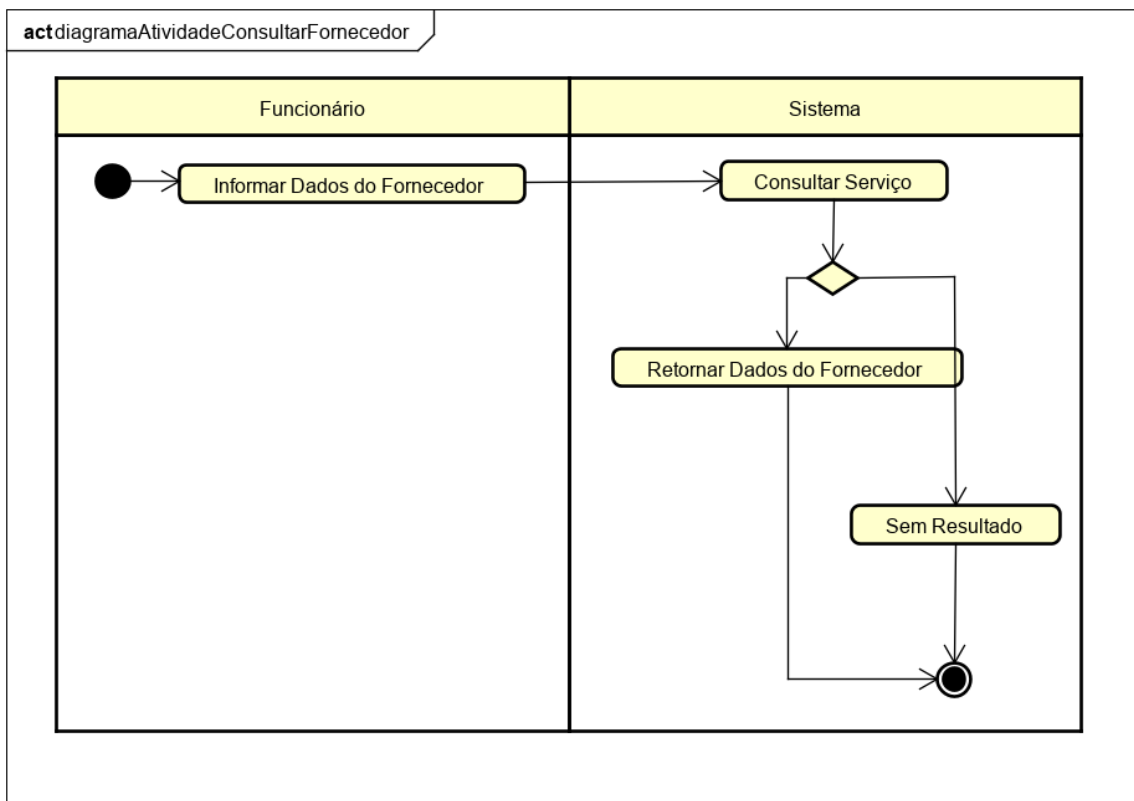 act diagramaAtividadeConsultarFornecedor
Funcionário
Sistema
Informar Dados do Fornecedor
Consultar Serviço
Retornar Dados do Fornecedor
Sem Resultado